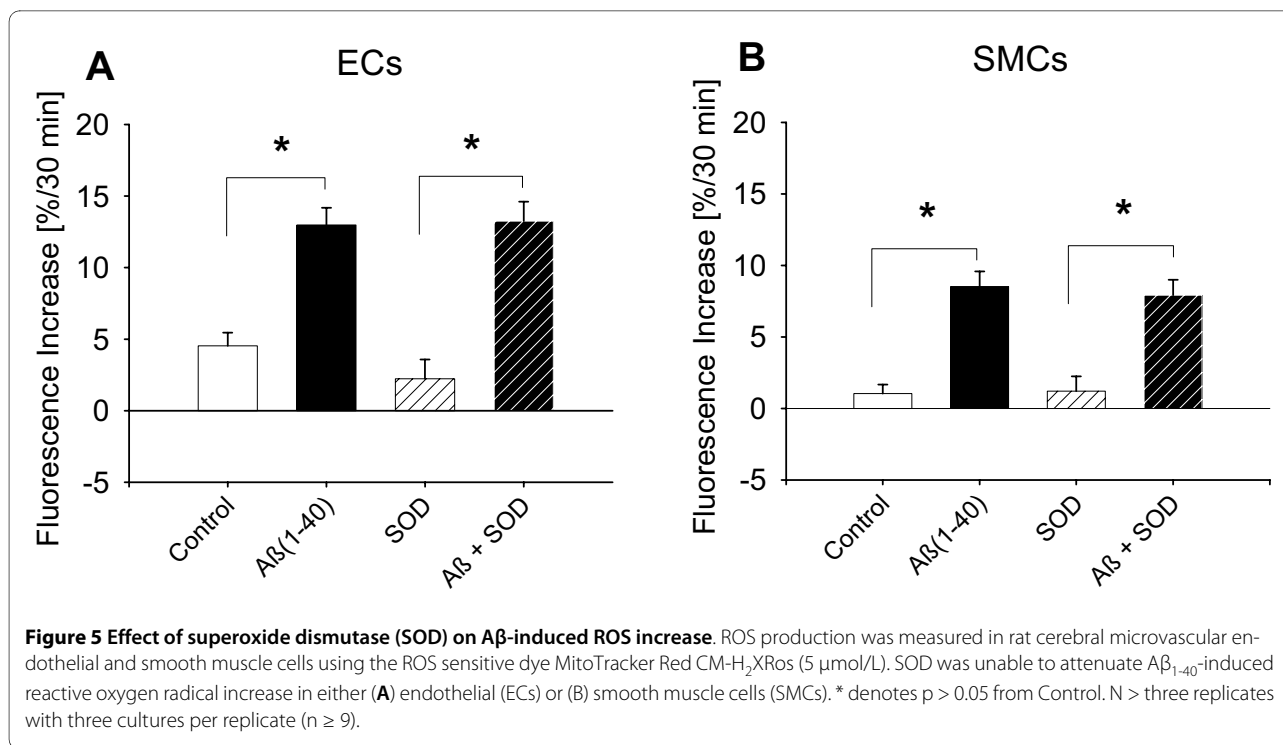 A
ECs
Fluorescence Increase [%/30 min]
20
15
10
5
0
-5
*
*
Control
Aß(1-40)
SOD
Aß + SOD
B
SMCs
Fluorescence Increase [%/30 min]
20
15
10
5
0
-5
*
*
Control
Aß(1-40)
SOD
Aß + SOD
Figure 5 Effect of superoxide dismutase (SOD) on Aβ-induced ROS increase. ROS production was measured in rat cerebral microvascular en-
dothelial and smooth muscle cells using the ROS sensitive dye MitoTracker Red CM-H₂XRos (5 μmol/L). SOD was unable to attenuate Aβ₁₋₄₀-induced
reactive oxygen radical increase in either (A) endothelial (ECs) or (B) smooth muscle cells (SMCs). * denotes p > 0.05 from Control. N > three replicates
with three cultures per replicate (n ≥ 9).